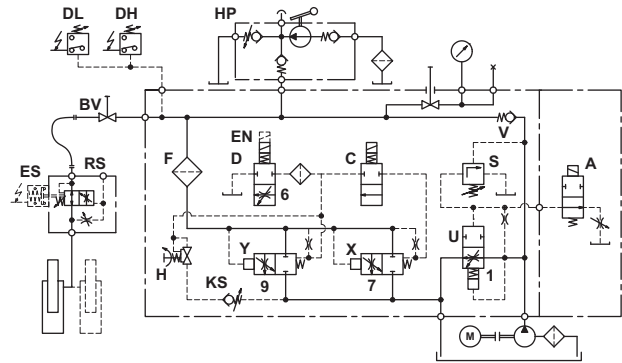 DL DH HP
BV
EN
F D C V
ES RS S A
6
U
Y X
H KS 9 7 1
M